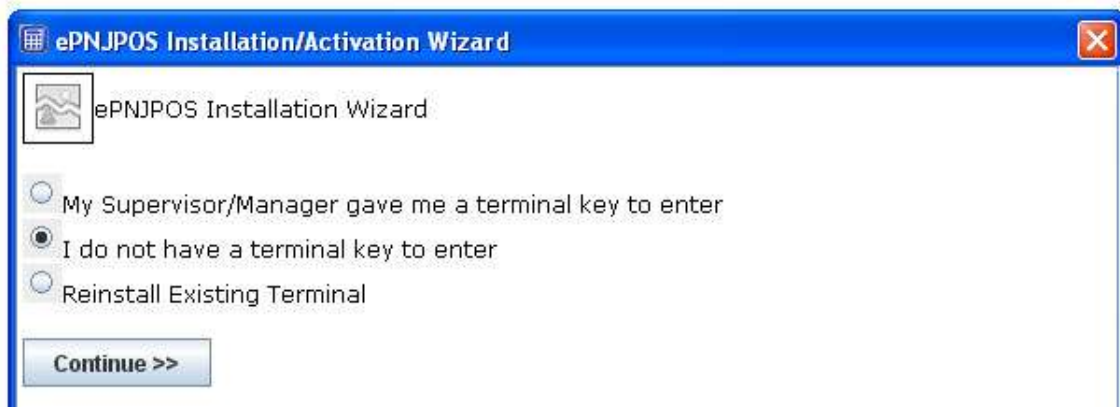 ePNJPOS Installation/Activation Wizard
ePNJPOS Installation Wizard
My Supervisor/Manager gave me a terminal key to enter
I do not have a terminal key to enter
Reinstall Existing Terminal
Continue >>